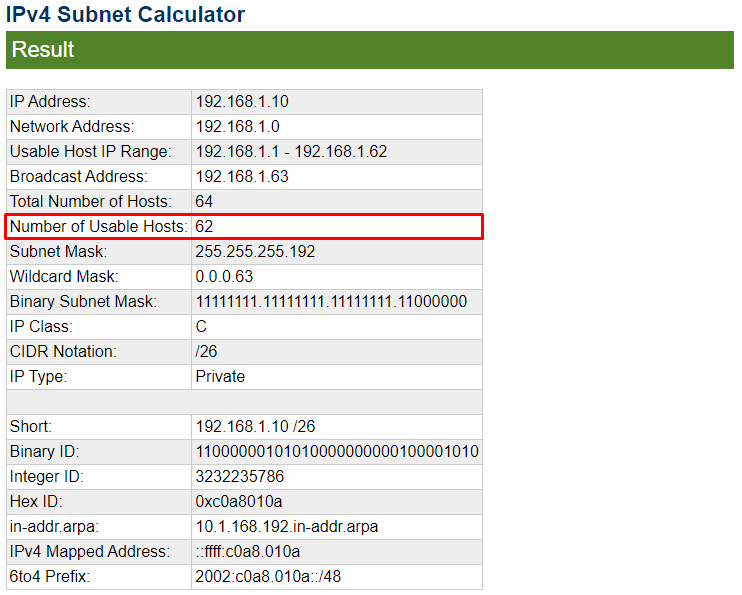 IPv4 Subnet Calculator
Result
IP Address: 192.168.1.10
Network Address: 192.168.1.0
Usable Host IP Range: 192.168.1.1 - 192.168.1.62
Broadcast Address: 192.168.1.63
Total Number of Hosts: 64
Number of Usable Hosts: 62
Subnet Mask: 255.255.255.192
Wildcard Mask: 0.0.0.63
Binary Subnet Mask: 11111111.11111111.11111111.11000000
IP Class: C
CIDR Notation: /26
IP Type: Private
Short: 192.168.1.10 /26
Binary ID: 11000000101010000000000100001010
Integer ID: 3232235786
Hex ID: 0xc0a8010a
in-addr.arpa: 10.1.168.192.in-addr.arpa
IPv4 Mapped Address: ::ffff:c0a8.010a
6to4 Prefix: 2002:c0a8.010a::/48